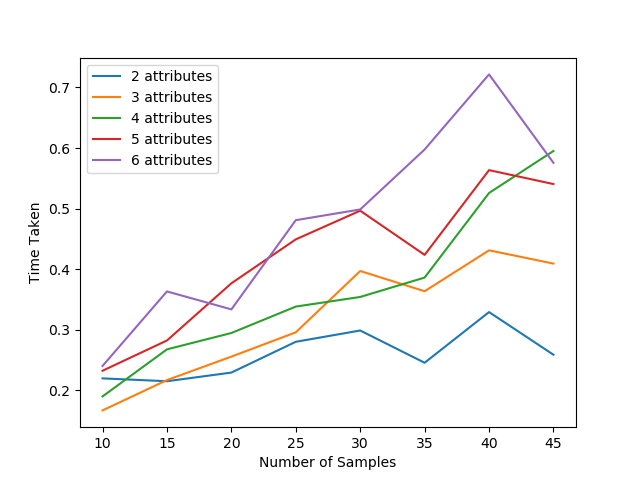 2 attributes
3 attributes
4 attributes
5 attributes
6 attributes
0.7
0.6
0.5
0.4
0.3
0.2
Time Taken
10 15 20 25 30 35 40 45
Number of Samples